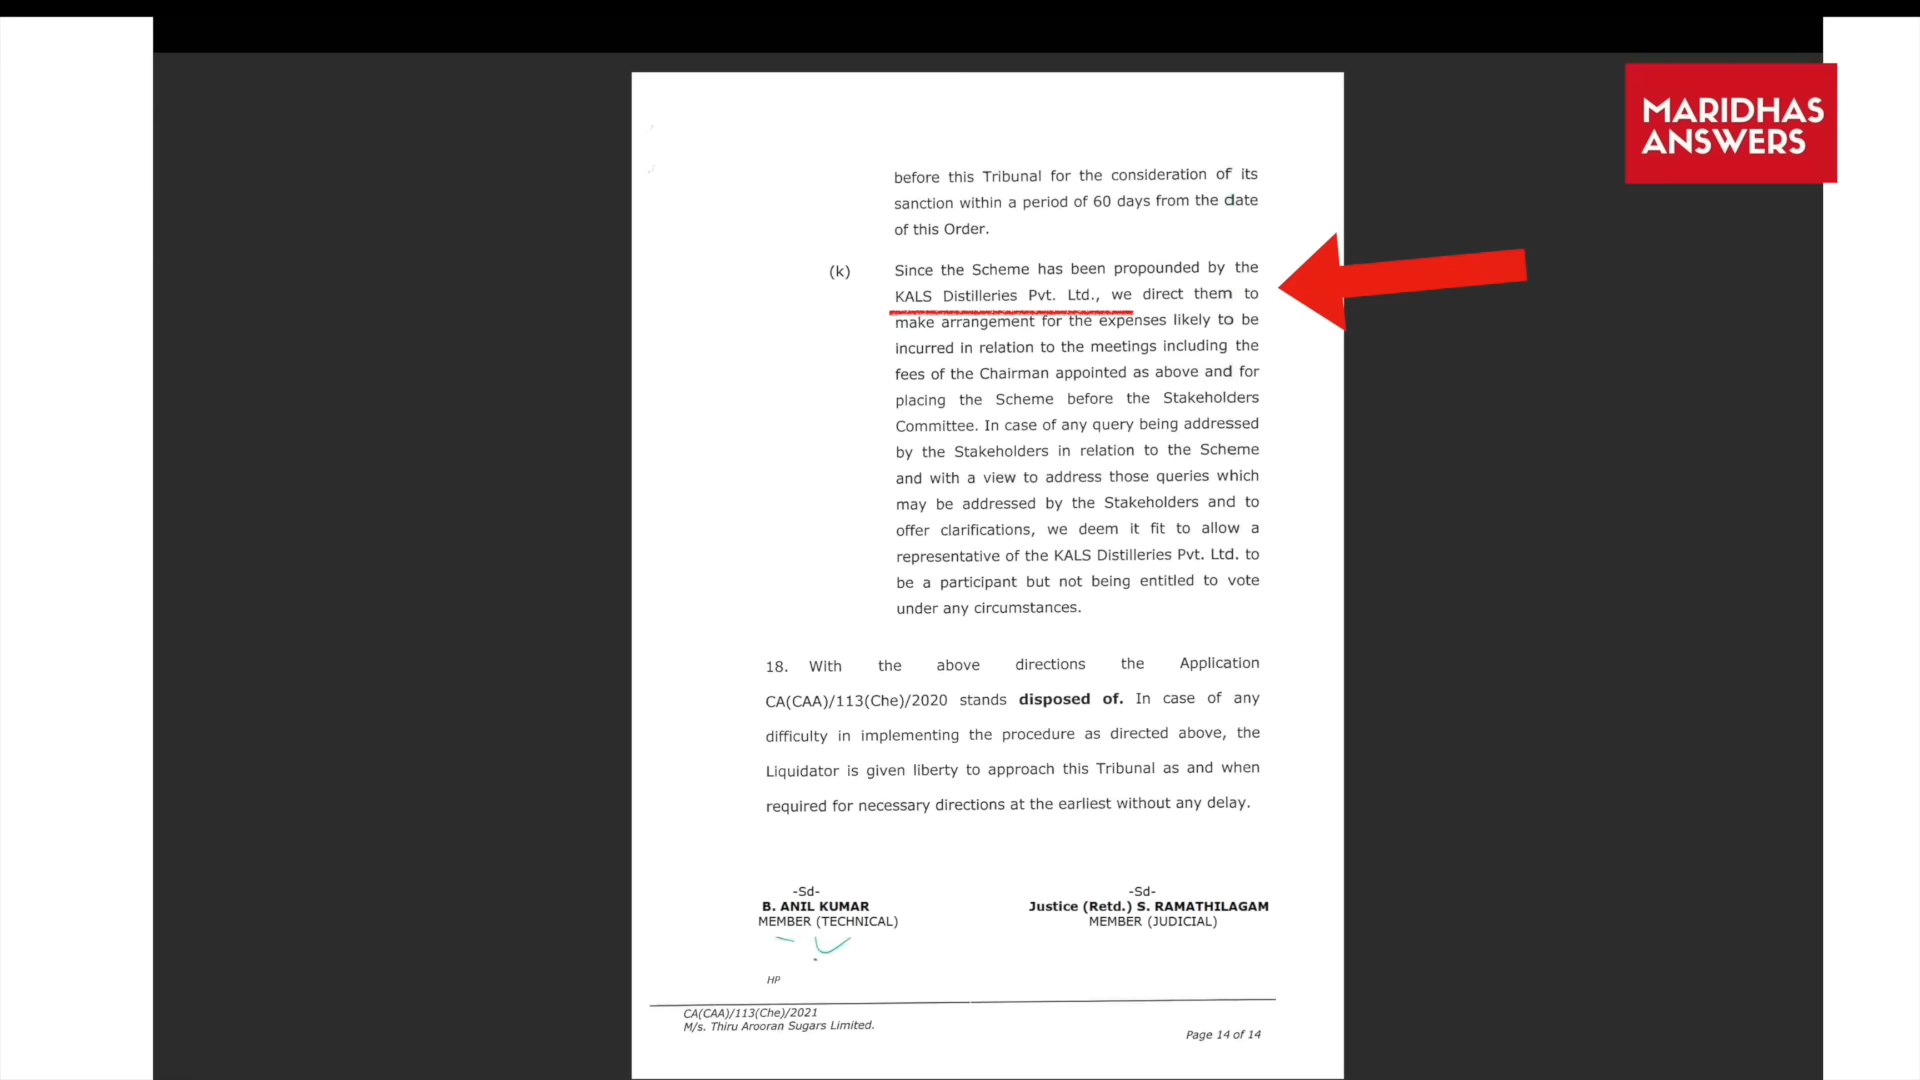 MARIDHAS
ANSWERS
before this Tribunal for the consideration of its
sanction within a period of 60 days from the date
of this Order.
(k) Since the Scheme has been propounded by the
KALS Distilleries Pvt. Ltd., we direct them to
make arrangement for the expenses likely to be
incurred in relation to the meetings including the
fees of the Chairman appointed as above and for
placing the Scheme before the Stakeholders
Committee. In case of any query being addressed
by the Stakeholders in relation to the Scheme
and with a view to address those queries which
may be addressed by the Stakeholders and to
offer clarifications, we deem it fit to allow a
representative of the KALS Distilleries Pvt. Ltd. to
be a participant but not being entitled to vote
under any circumstances.
18. With the above directions the Application
CA(CAA)/113(Che)/2020 stands disposed of. In case of any
difficulty in implementing the procedure as directed above, the
Liquidator is given liberty to approach this Tribunal as and when
required for necessary directions at the earliest without any delay.
-Sd- -Sd-
B. ANIL KUMAR Justice (Retd.) S. RAMATHILAGAM
MEMBER (TECHNICAL) MEMBER (JUDICIAL)
HP
CA(CAA)/113(Che)/2021
M/s. Thiru Arooran Sugars Limited.
Page 14 of 14